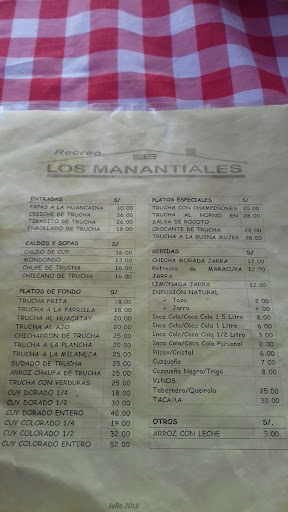 Recreo
LOS MANANTIALES
ENTRADAS S/
PAPAS A LA HUANCAINA 10.00
CEBICHE DE TRUCHA 26.00
TIRADITO DE TRUCHA 26.00
ENROLLADO DE TRUCHA 18.00
CALDOS Y SOPAS S/
CALDO DE CUY 16.00
MONDONGO 13.00
CHUPE DE TRUCHA 16.00
CHILCANO DE TRUCHA 16.00
PLATOS DE FONDO S/
TRUCHA FRITA 18.00
TRUCHA A LA PARRILLA 18.00
TRUCHA AL HUACATAY 20.00
TRUCHA AL AJO 20.00
CHICHARRON DE TRUCHA 25.00
TRUCHA A LA PLANCHA 20.00
TRUCHA A LA MILANESA 25.00
SUDADO DE TRUCHA 25.00
ARROZ CHAUFA DE TRUCHA 25.00
TRUCHA CON VERDURAS 25.00
CUY DORADO 1/4 18.00
CUY DORADO 1/2 30.00
CUY DORADO ENTERO 48.00
CUY COLORADO 1/4 19.00
CUY COLORADO 1/2 32.00
CUY COLORADO ENTERO 52.00
PLATOS ESPECIALES S/
TRUCHA CON CHAMPIÑONES 25.00
TRUCHA AL HORNO EN 28.00
SALSA DE ROCOTO
CROCANTE DE TRUCHA 28.00
TRUCHA A LA BUENA MUJER 28.00
BEBIDAS S/
CHICHA MORADA JARRA 12.00
Refresco de MARACUYA 12.00
JARRA
LIMONADA JARRA 12.00
INFUSION NATURAL
• Taza 2.00
• Jarra 6.00
Inca Cola/Coca Cola 1.5 Litro 8.00
Inca Cola/Coca Cola 1 Litro 6.00
Inca Cola/Coca Cola 1/2 Litro 3.00
Inca Cola/Coca Cola Personal 2.00
Pilsen/Cristal 6.00
Cuzqueña 7.00
Cuzqueña Negra/Trigo 8.00
VINOS
Tabernero/Queirolo 25.00
TACAMA 30.00
OTROS S/.
ARROZ CON LECHE 3.00
Julio 2018